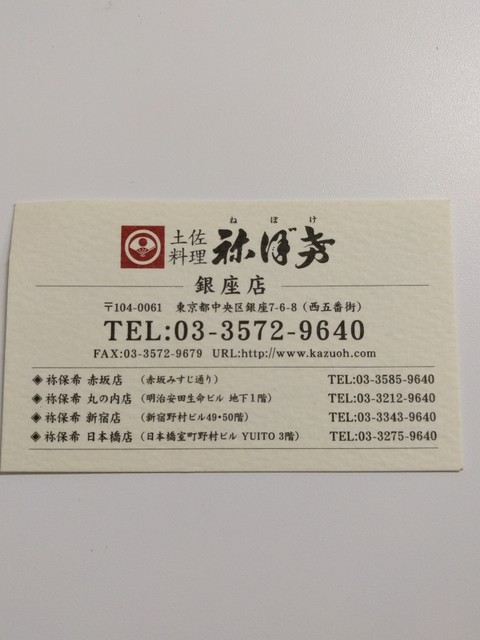 ねぼけ
土佐料理 祢ぼ希
銀座店
〒104-0061 東京都中央区銀座7-6-8（西五番街）
TEL:03-3572-9640
FAX:03-3572-9679 URL:http://www.kazuoh.com
◈祢保希 赤坂店 （赤坂みすじ通り） TEL:03-3585-9640
◈祢保希 丸の内店 （明治安田生命ビル 地下1階） TEL:03-3212-9640
◈祢保希 新宿店 （新宿野村ビル49・50階） TEL:03-3343-9640
◈祢保希 日本橋店 （日本橋室町野村ビル YUITO 3階） TEL:03-3275-9640